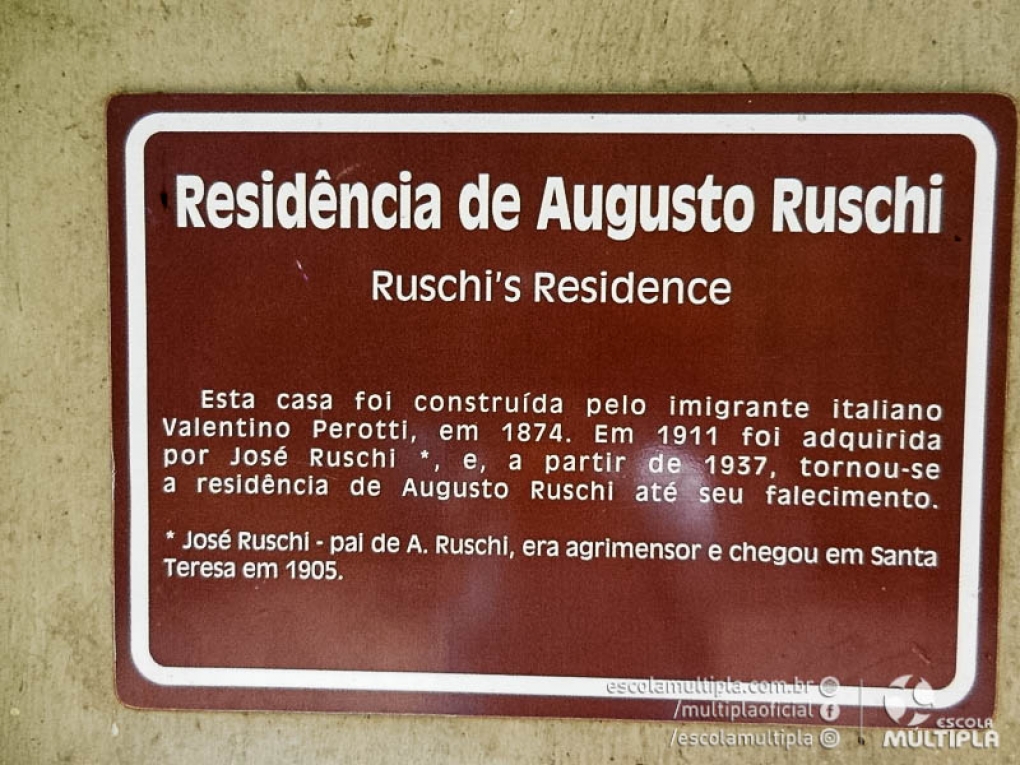 Residência de Augusto Ruschi
Ruschi's Residence
Esta casa foi construída pelo imigrante italiano
Valentino Perotti, em 1874. Em 1911 foi adquirida
por José Ruschi *, e, a partir de 1937, tornou-se
a residência de Augusto Ruschi até seu falecimento.
* José Ruschi - pai de A. Ruschi, era agrimensor e chegou em Santa
Teresa em 1905.
escolamultipla.com.br
/multiplaoficial
/escolamultipla
ESCOLA
MÚLTIPLA